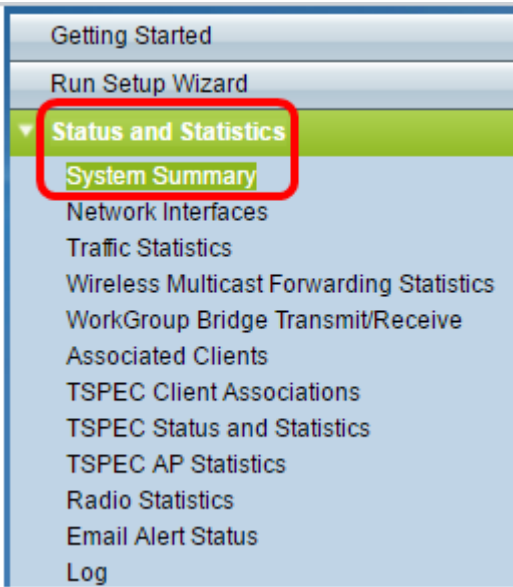 Getting Started
Run Setup Wizard
Status and Statistics
System Summary
Network Interfaces
Traffic Statistics
Wireless Multicast Forwarding Statistics
WorkGroup Bridge Transmit/Receive
Associated Clients
TSPEC Client Associations
TSPEC Status and Statistics
TSPEC AP Statistics
Radio Statistics
Email Alert Status
Log